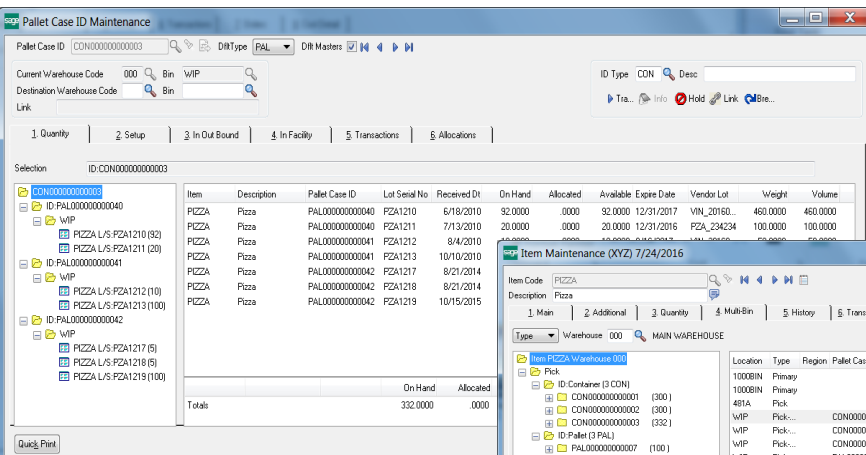 sage Pallet Case ID Maintenance
Pallet Case ID CON000000000003 DfltType PAL Dflt Masters
Current Warehouse Code 000 Bin WIP
Destination Warehouse Code Bin
Link
ID Type CON Desc
Tra... Info Hold Link Bre...
1. Quantity 2. Setup 3. In Out Bound 4. In Facility 5. Transactions 6. Allocations
Selection ID:CON000000000003
CON000000000003
ID:PAL000000000040
WIP
PIZZA L/S:PZA1210 (92)
PIZZA L/S:PZA1211 (20)
ID:PAL000000000041
WIP
PIZZA L/S:PZA1212 (10)
PIZZA L/S:PZA1213 (100)
ID:PAL000000000042
WIP
PIZZA L/S:PZA1217 (5)
PIZZA L/S:PZA1218 (5)
PIZZA L/S:PZA1219 (100)
Item Description Pallet Case ID Lot Serial No Received Dt On Hand Allocated Available Expire Date Vendor Lot Weight Volume
PIZZA Pizza PAL000000000040 PZA1210 6/18/2010 92.0000 .0000 92.0000 12/31/2017 VIN_20160... 460.0000 460.0000
PIZZA Pizza PAL000000000040 PZA1211 7/13/2010 20.0000 .0000 20.0000 12/31/2016 PZA_234234 100.0000 100.0000
PIZZA Pizza PAL000000000041 PZA1212 8/4/2010
PIZZA Pizza PAL000000000041 PZA1213 10/10/2010
PIZZA Pizza PAL000000000042 PZA1217 8/21/2014
PIZZA Pizza PAL000000000042 PZA1218 8/21/2014
PIZZA Pizza PAL000000000042 PZA1219 10/15/2015
On Hand Allocated
Totals 332.0000 .0000
Quick Print
sage Item Maintenance (XYZ) 7/24/2016
Item Code PIZZA
Description Pizza
1. Main 2. Additional 3. Quantity 4. Multi-Bin 5. History 6. Trans
Type Warehouse 000 MAIN WAREHOUSE
Item PIZZA Warehouse 000
Pick
ID:Container (3 CON)
CON000000000001 (300 )
CON000000000002 (300 )
CON000000000003 (332 )
ID:Pallet (3 PAL)
PAL000000000007 (100 )
Location Type Region Pallet Cas
1000BIN Primary
1000BIN Primary
481A Pick
WIP Pick-... CON0000
WIP Pick-... CON0000
WIP Pick-... CON0000